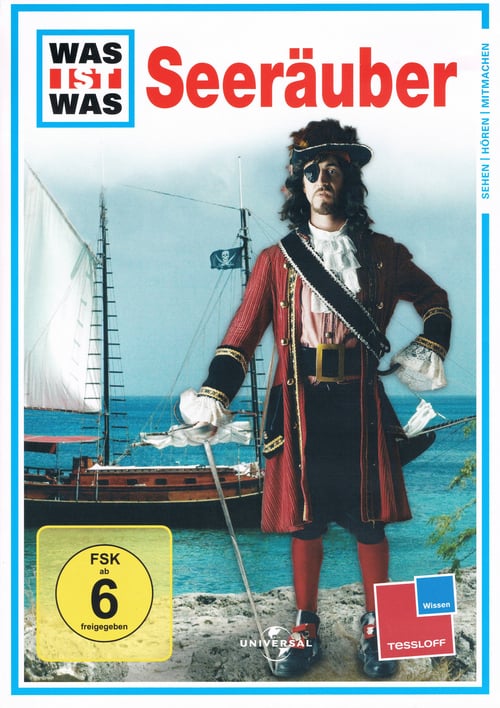 WAS
IST
WAS
Seeräuber
SEHEN | HÖREN | MITMACHEN
FSK
ab
6
freigegeben
UNIVERSAL
Wissen
TESSLOFF